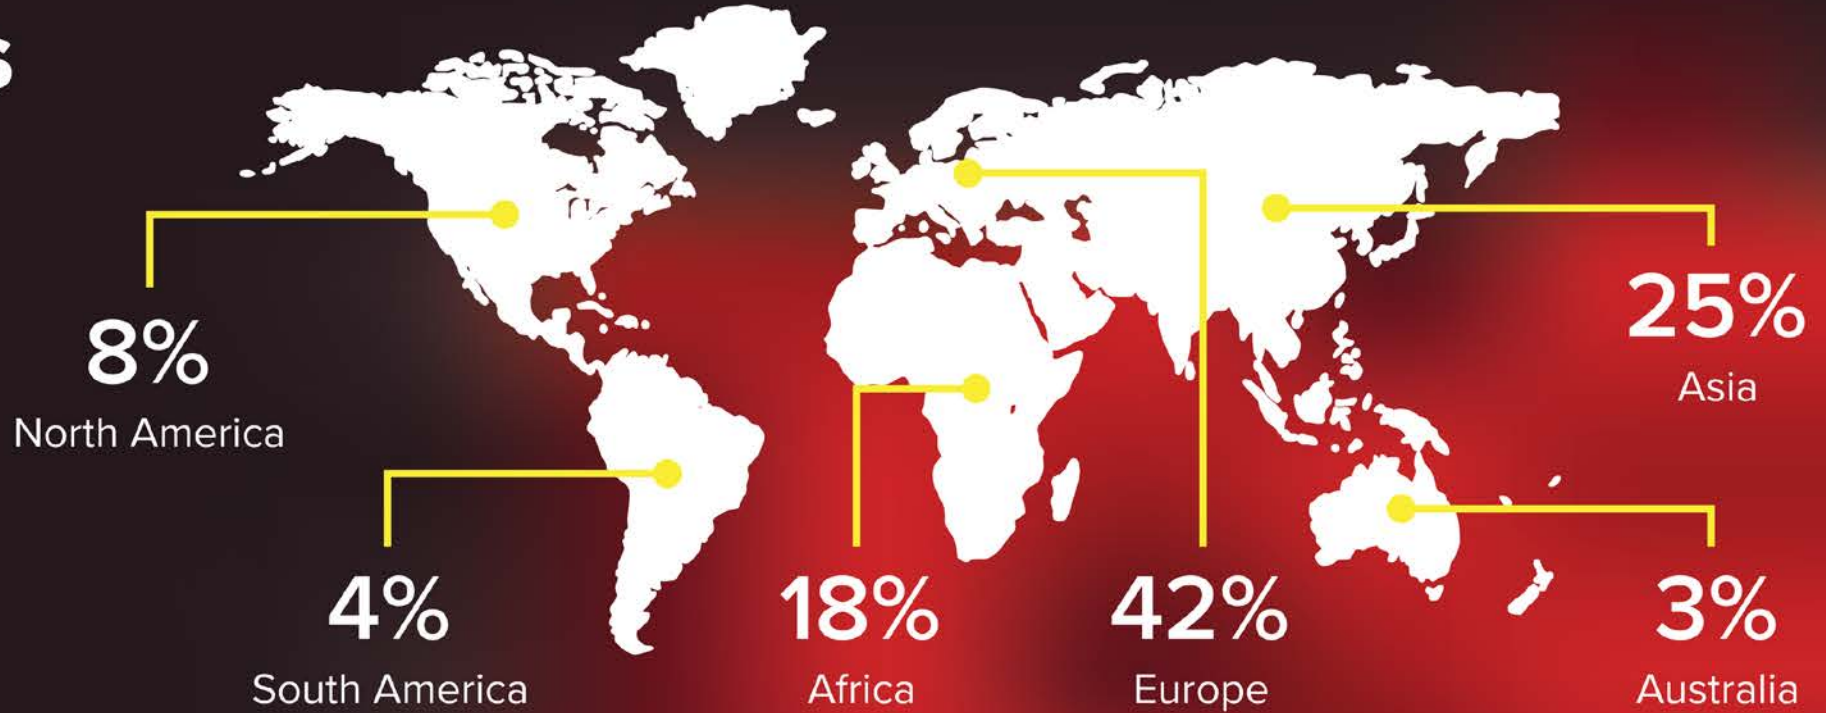 8%
North America
4%
South America
18%
Africa
42%
Europe
25%
Asia
3%
Australia